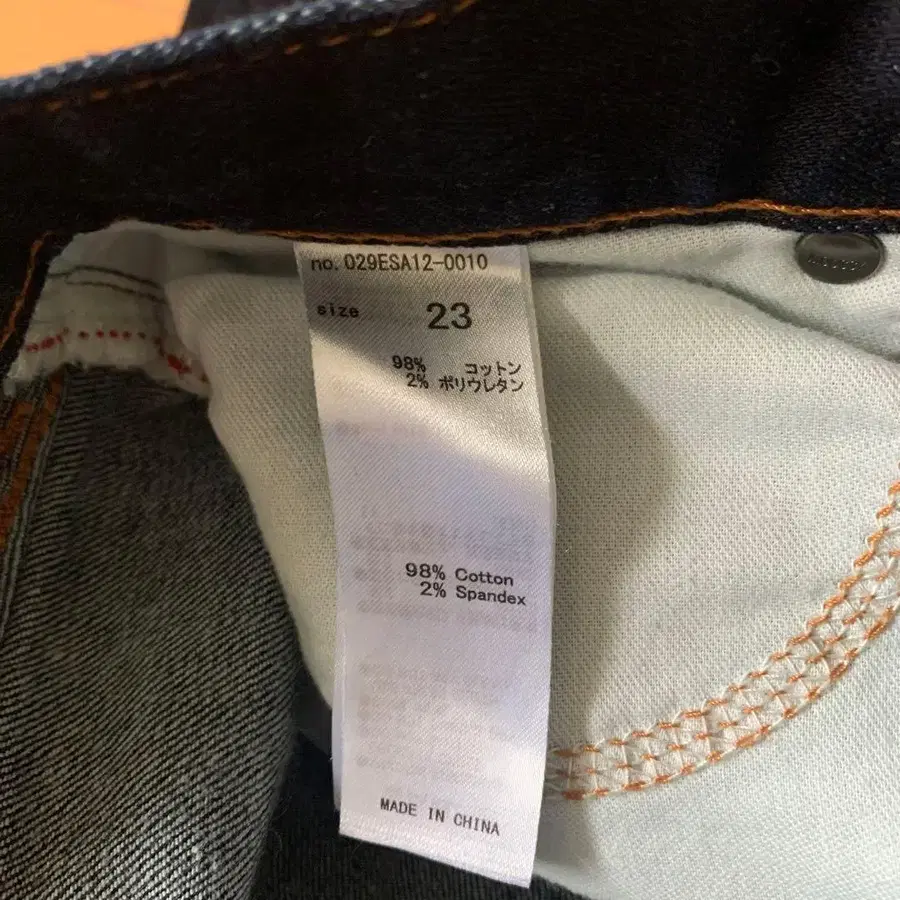 no. 029ESA12-0010
size 23
98% コットン
2% ポリウレタン
98% Cotton
2% Spandex
MADE IN CHINA